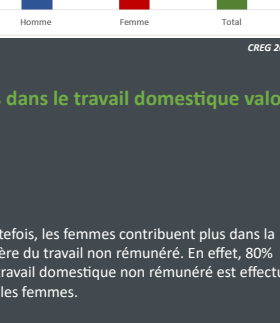 Homme Femme Total
CREG 20
dans le travail domestique valo
tefois, les femmes contribuent plus dans la
ère du travail non rémunéré. En effet, 80%
travail domestique non rémunéré est effectu
les femmes.